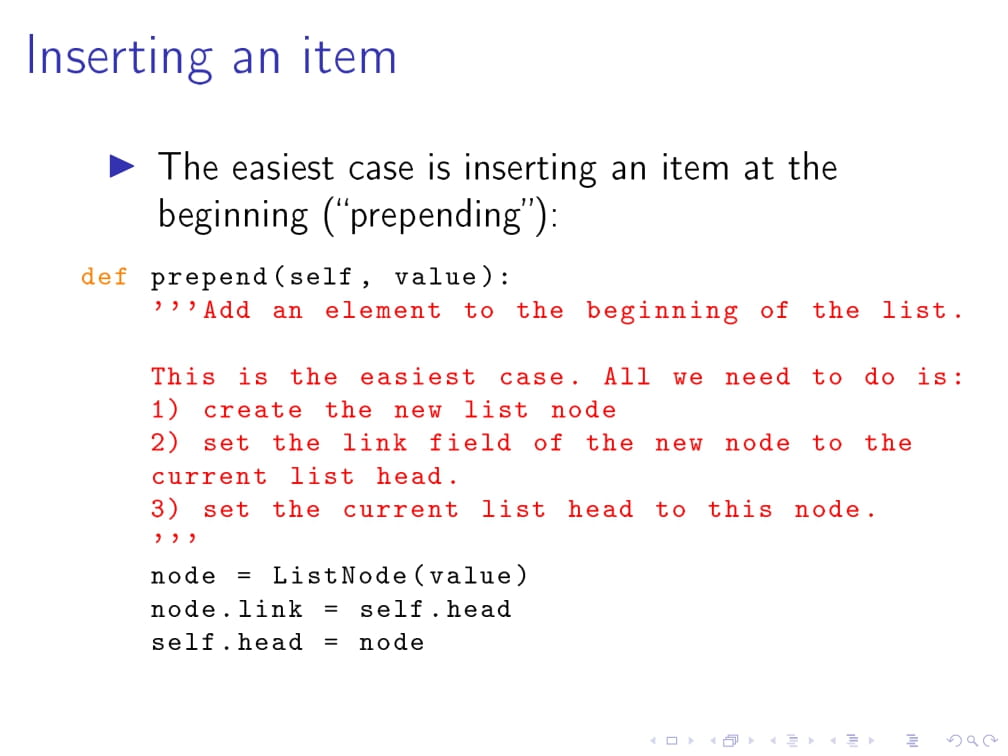 Inserting an item
The easiest case is inserting an item at the
beginning (“prepending”):
def prepend(self, value):
’’’Add an element to the beginning of the list.
This is the easiest case. All we need to do is:
1) create the new list node
2) set the link field of the new node to the
current list head.
3) set the current list head to this node.
’’’
node = ListNode(value)
node.link = self.head
self.head = node